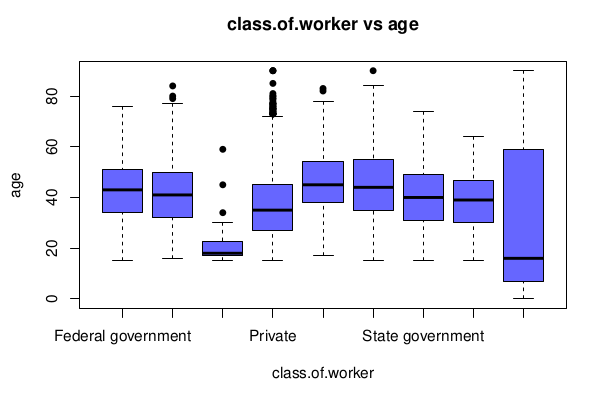 class.of.worker vs age
age
80
60
40
20
0
Federal government Private State government
class.of.worker